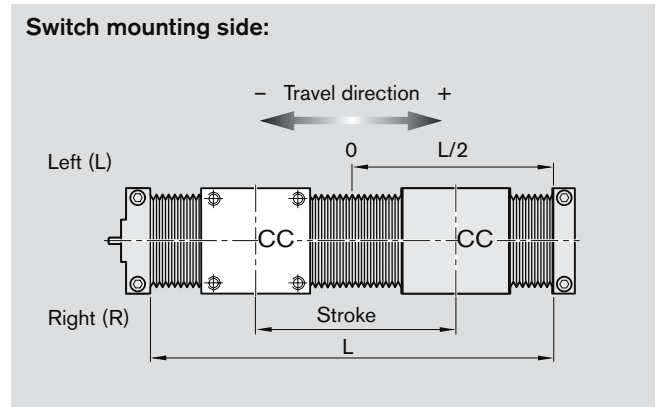 Switch mounting side:
– Travel direction +
0 L/2
Left (L)
CC CC
Right (R)
Stroke
L